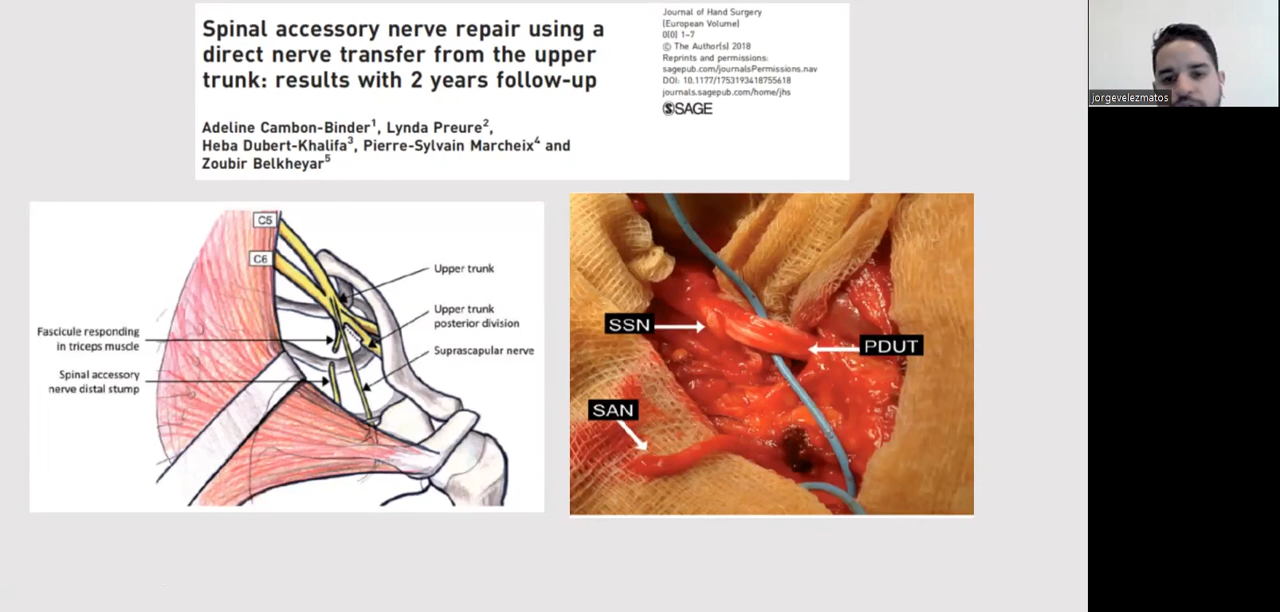 Spinal accessory nerve repair using a
direct nerve transfer from the upper
trunk: results with 2 years follow-up
Adeline Cambon-Binder1, Lynda Preure2,
Heba Dubert-Khalifa3, Pierre-Sylvain Marcheix4 and
Zoubir Belkheyar5
Journal of Hand Surgery
(European Volume)
0(0) 1–7
© The Author(s) 2018
Reprints and permissions:
sagepub.com/journalsPermissions.nav
DOI: 10.1177/1753193418755618
journals.sagepub.com/home/jhs
SSAGE
jorgevelezmatos
C5
C6
Upper trunk
Upper trunk
posterior division
Suprascapular nerve
Fascicule responding
in triceps muscle
Spinal accessory
nerve distal stump
SSN
PDUT
SAN